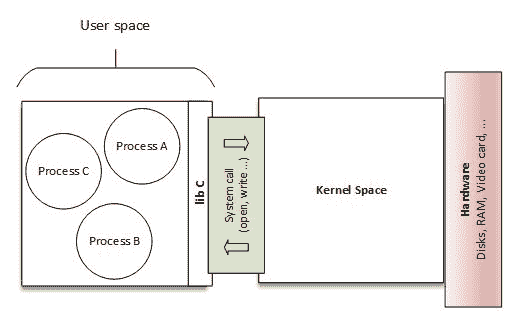 User space
Process A
Process C
Process B
lib C
System call
(open, write ...)
Kernel Space
Hardware
Disks, RAM, Video card, ...